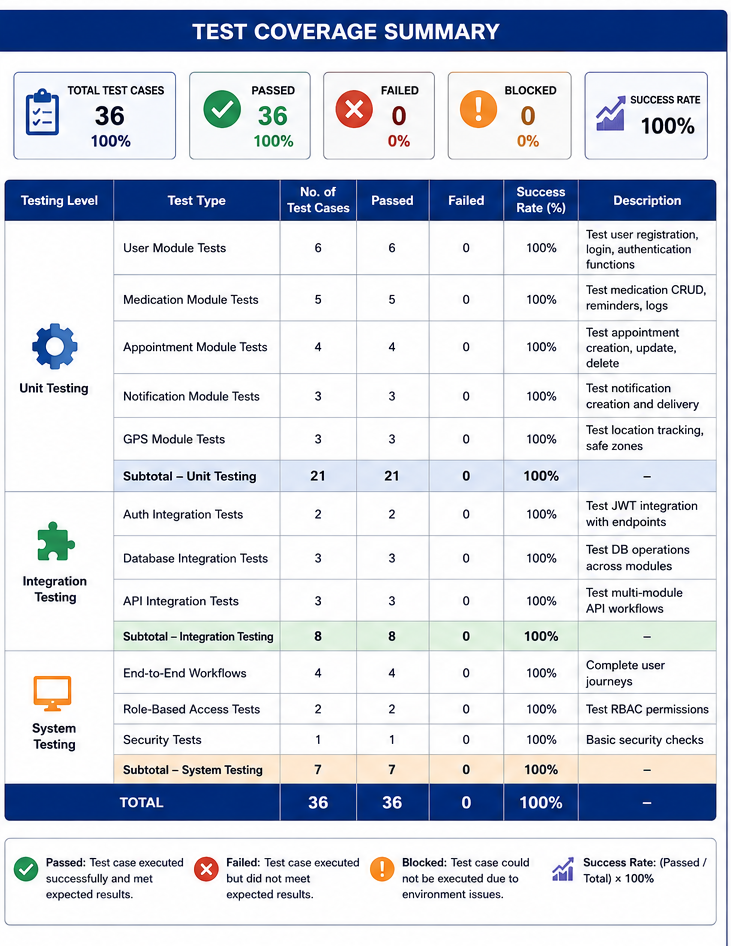 TEST COVERAGE SUMMARY
TOTAL TEST CASES
36
100%
PASSED
36
100%
FAILED
0
0%
BLOCKED
0
0%
SUCCESS RATE
100%
Testing Level Test Type No. of Test Cases Passed Failed Success Rate (%) Description
Unit Testing
User Module Tests 6 6 0 100% Test user registration, login, authentication functions
Medication Module Tests 5 5 0 100% Test medication CRUD, reminders, logs
Appointment Module Tests 4 4 0 100% Test appointment creation, update, delete
Notification Module Tests 3 3 0 100% Test notification creation and delivery
GPS Module Tests 3 3 0 100% Test location tracking, safe zones
Subtotal – Unit Testing 21 21 0 100% –
Integration Testing
Auth Integration Tests 2 2 0 100% Test JWT integration with endpoints
Database Integration Tests 3 3 0 100% Test DB operations across modules
API Integration Tests 3 3 0 100% Test multi-module API workflows
Subtotal – Integration Testing 8 8 0 100% –
System Testing
End-to-End Workflows 4 4 0 100% Complete user journeys
Role-Based Access Tests 2 2 0 100% Test RBAC permissions
Security Tests 1 1 0 100% Basic security checks
Subtotal – System Testing 7 7 0 100% –
TOTAL 36 36 0 100% –
Passed: Test case executed
successfully and met
expected results.
Failed: Test case executed
but did not meet
expected results.
Blocked: Test case could
not be executed due to
environment issues.
Success Rate: (Passed /
Total) × 100%